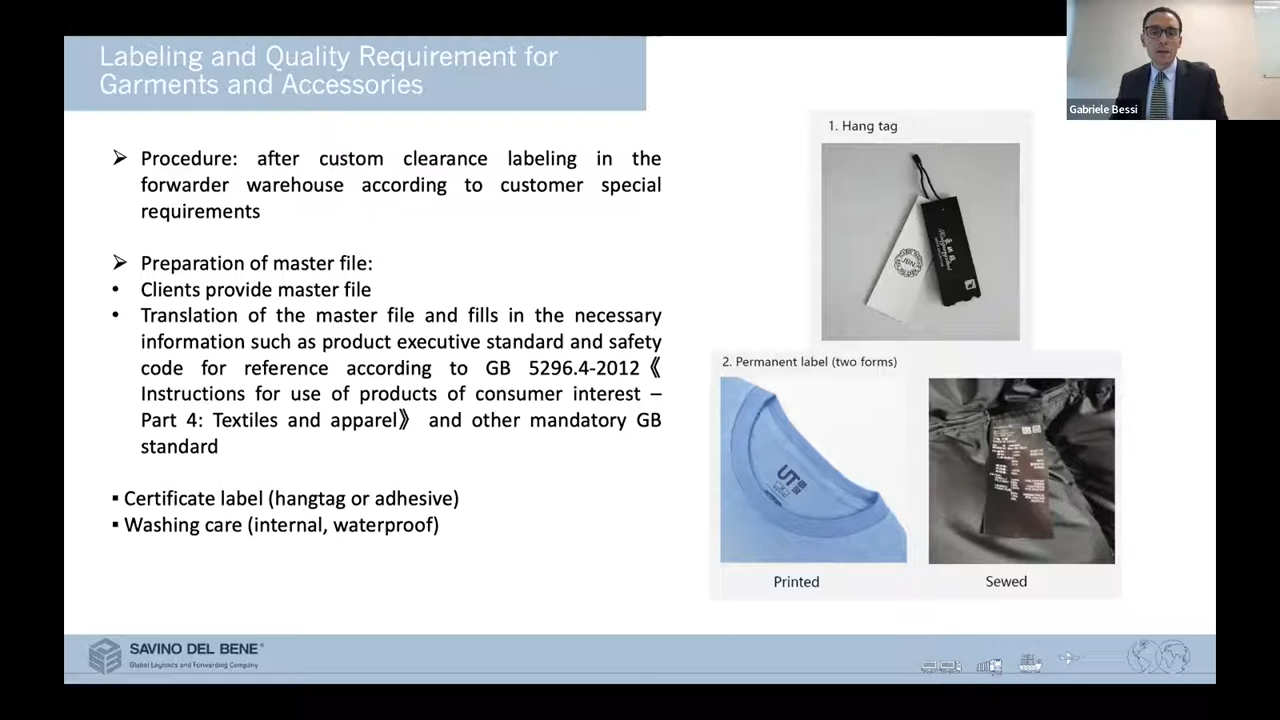 Labeling and Quality Requirement for
Garments and Accessories
Gabriele Bessi
➢ Procedure: after custom clearance labeling in the
forwarder warehouse according to customer special
requirements
➢ Preparation of master file:
• Clients provide master file
• Translation of the master file and fills in the necessary
information such as product executive standard and safety
code for reference according to GB 5296.4-2012《
Instructions for use of products of consumer interest –
Part 4: Textiles and apparel》 and other mandatory GB
standard
▪ Certificate label (hangtag or adhesive)
▪ Washing care (internal, waterproof)
1. Hang tag
JBN
2. Permanent label (two forms)
UT
Printed
Sewed
SAVINO DEL BENE®
Global Logistics and Forwarding Company